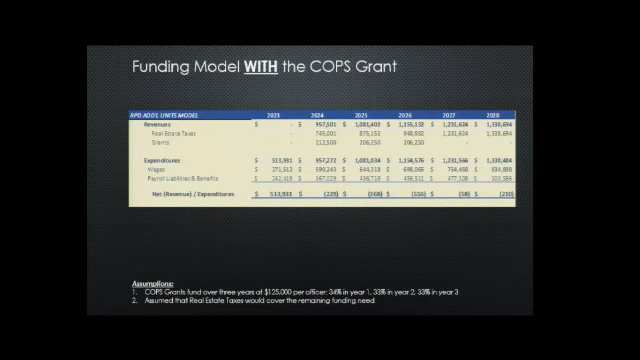 Funding Model WITH the COPS Grant
RPD ADD'L UNITS MODEL 2023 2024 2025 2026 2027 2028
Revenues $ - $ 957,501 $ 1,081,402 $ 1,155,132 $ 1,231,624 $ 1,338,694
Real Estate Taxes - 745,001 875,152 948,882 1,231,624 1,338,694
Grants - 212,500 206,250 206,250 - -
Expenditures $ 513,931 $ 957,272 $ 1,081,034 $ 1,154,576 $ 1,231,566 $ 1,338,484
Wages $ 271,512 $ 590,243 $ 644,318 $ 698,065 $ 754,458 $ 834,898
Payroll Liabilities & Benefits $ 242,419 $ 367,029 $ 436,716 $ 456,511 $ 477,108 $ 503,586
Net (Revenue) / Expenditures $ 513,931 $ (229) $ (368) $ (556) $ (58) $ (210)
Assumptions:
1. COPS Grants fund over three years at $125,000 per officer: 34% in year 1, 33% in year 2, 33% in year 3
2. Assumed that Real Estate Taxes would cover the remaining funding need